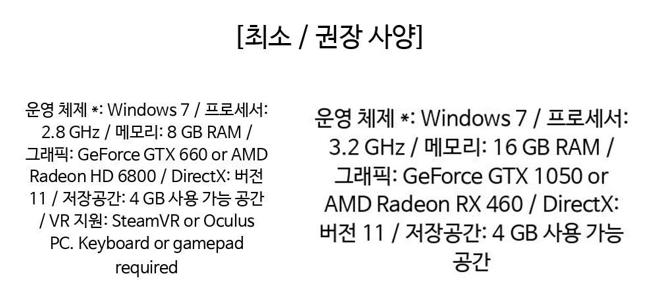 [최소 / 권장 사양]
운영 체제 *: Windows 7 / 프로세서:
2.8 GHz / 메모리: 8 GB RAM /
그래픽: GeForce GTX 660 or AMD
Radeon HD 6800 / DirectX: 버전
11 / 저장공간: 4 GB 사용 가능 공간
/ VR 지원: SteamVR or Oculus
PC. Keyboard or gamepad
required
운영 체제 *: Windows 7 / 프로세서:
3.2 GHz / 메모리: 16 GB RAM /
그래픽: GeForce GTX 1050 or
AMD Radeon RX 460 / DirectX:
버전 11 / 저장공간: 4 GB 사용 가능
공간